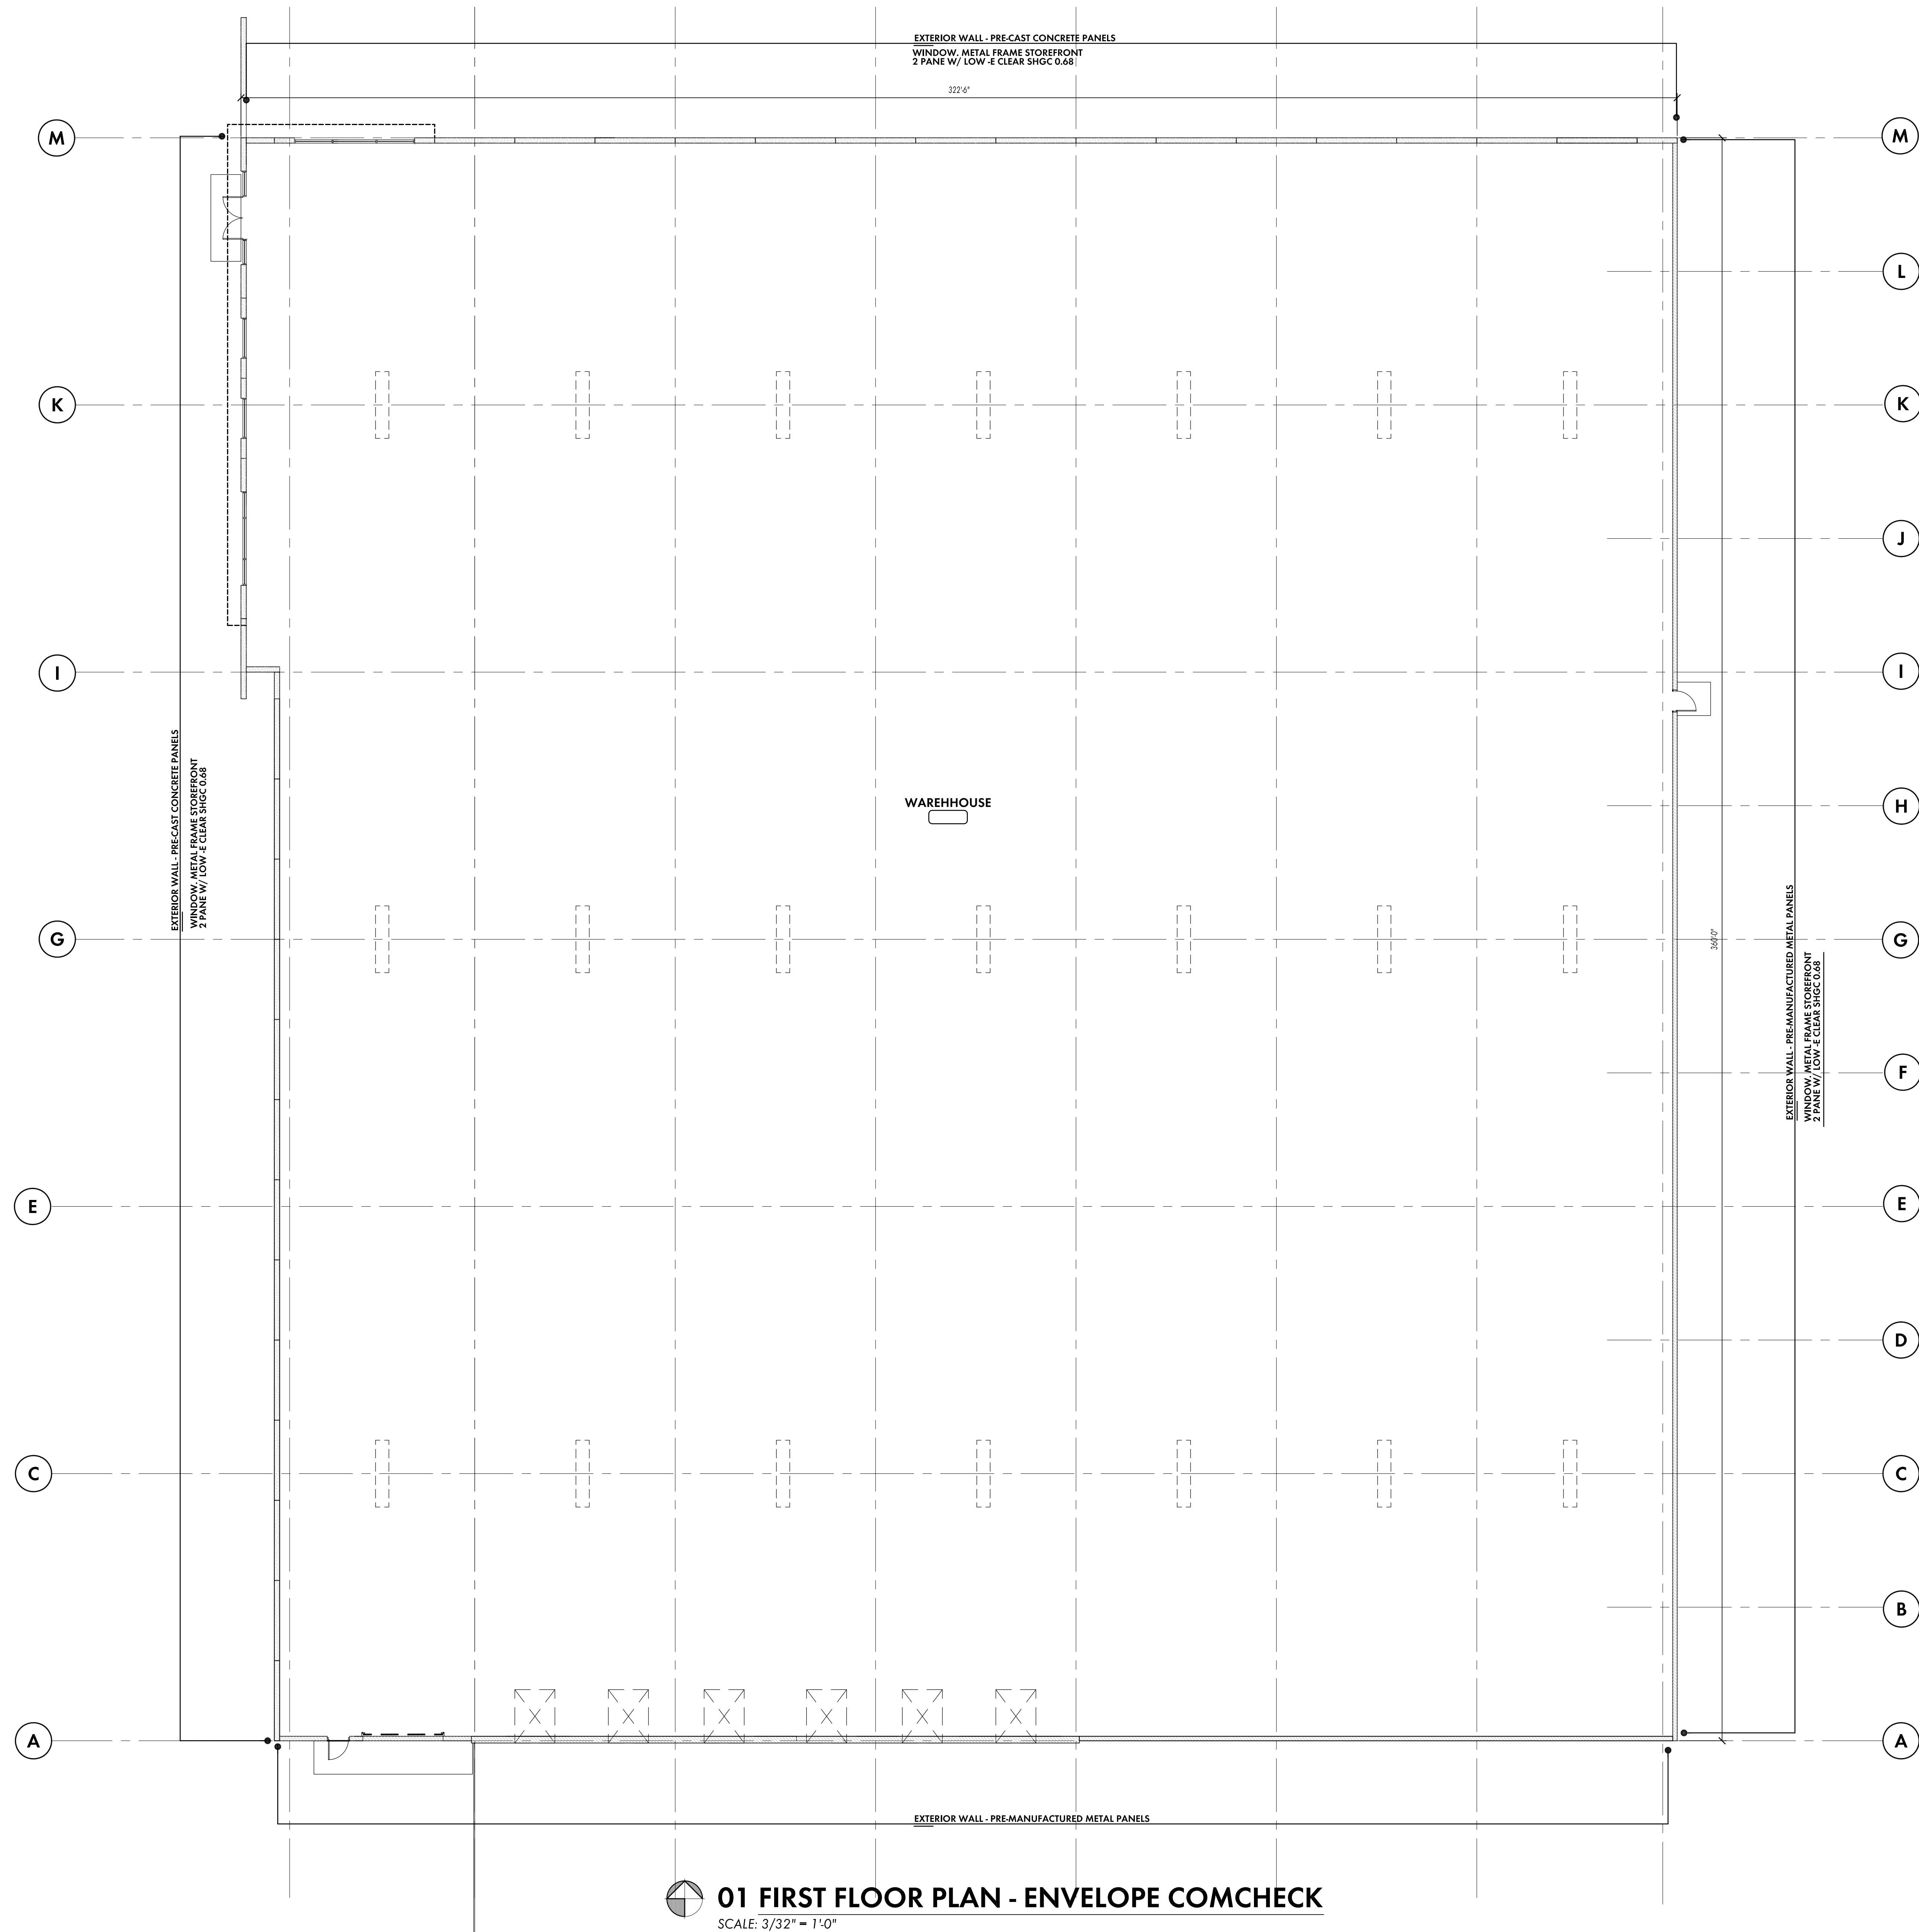 EXTERIOR WALL - PRE-CAST CONCRETE PANELS
WINDOW. METAL FRAME STOREFRONT
2 PANE W/ LOW -E CLEAR SHGC 0.68
322'-6"
M
M
L
K
K
J
I
I
EXTERIOR WALL - PRE-CAST CONCRETE PANELS
WINDOW. METAL FRAME STOREFRONT
2 PANE W/ LOW -E CLEAR SHGC 0.68
WAREHHOUSE
H
G
G
360'-0"
EXTERIOR WALL - PRE-MANUFACTURED METAL PANELS
WINDOW. METAL FRAME STOREFRONT
2 PANE W/ LOW -E CLEAR SHGC 0.68
F
E
E
D
C
C
B
A
A
EXTERIOR WALL - PRE-MANUFACTURED METAL PANELS
01 FIRST FLOOR PLAN - ENVELOPE COMCHECK
SCALE: 3/32" = 1'-0"